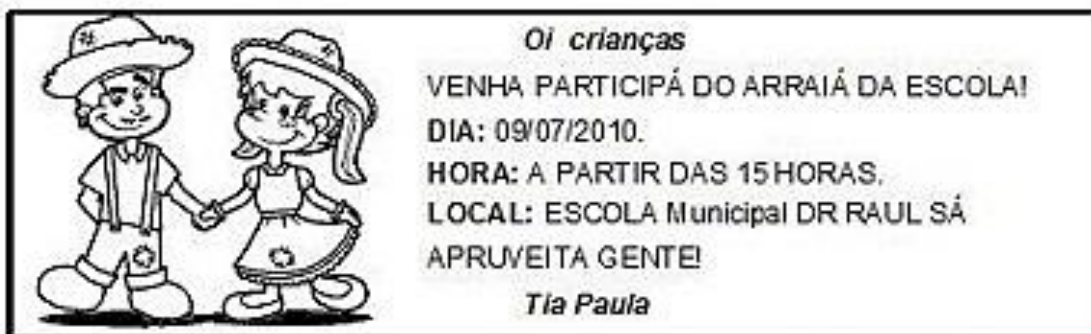 Oi crianças
VENHA PARTICIPÁ DO ARRAIÁ DA ESCOLA!
DIA: 09/07/2010.
HORA: A PARTIR DAS 15 HORAS.
LOCAL: ESCOLA Municipal DR RAUL SÁ
APRUVEITA GENTE!
Tia Paula